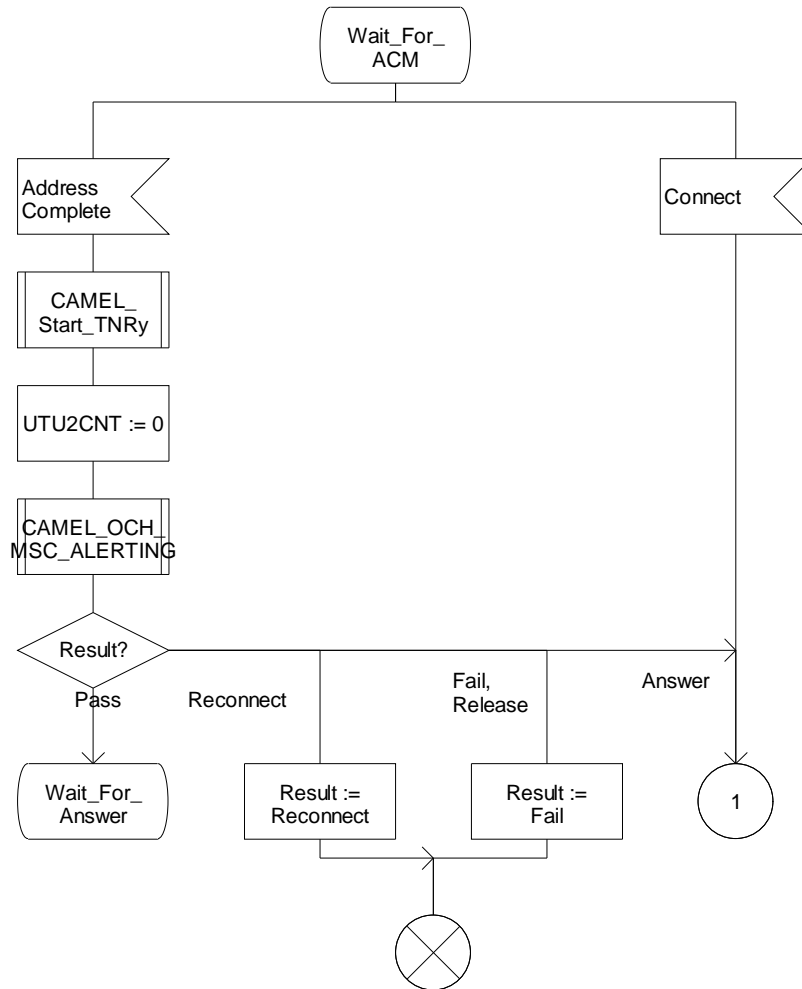 Wait_For_
ACM
Address
Complete
Connect
CAMEL_
Start_TNRy
UTU2CNT := 0
CAMEL_OCH_
MSC_ALERTING
Result?
Pass
Reconnect
Fail,
Release
Answer
Wait_For_
Answer
Result :=
Reconnect
Result :=
Fail
1